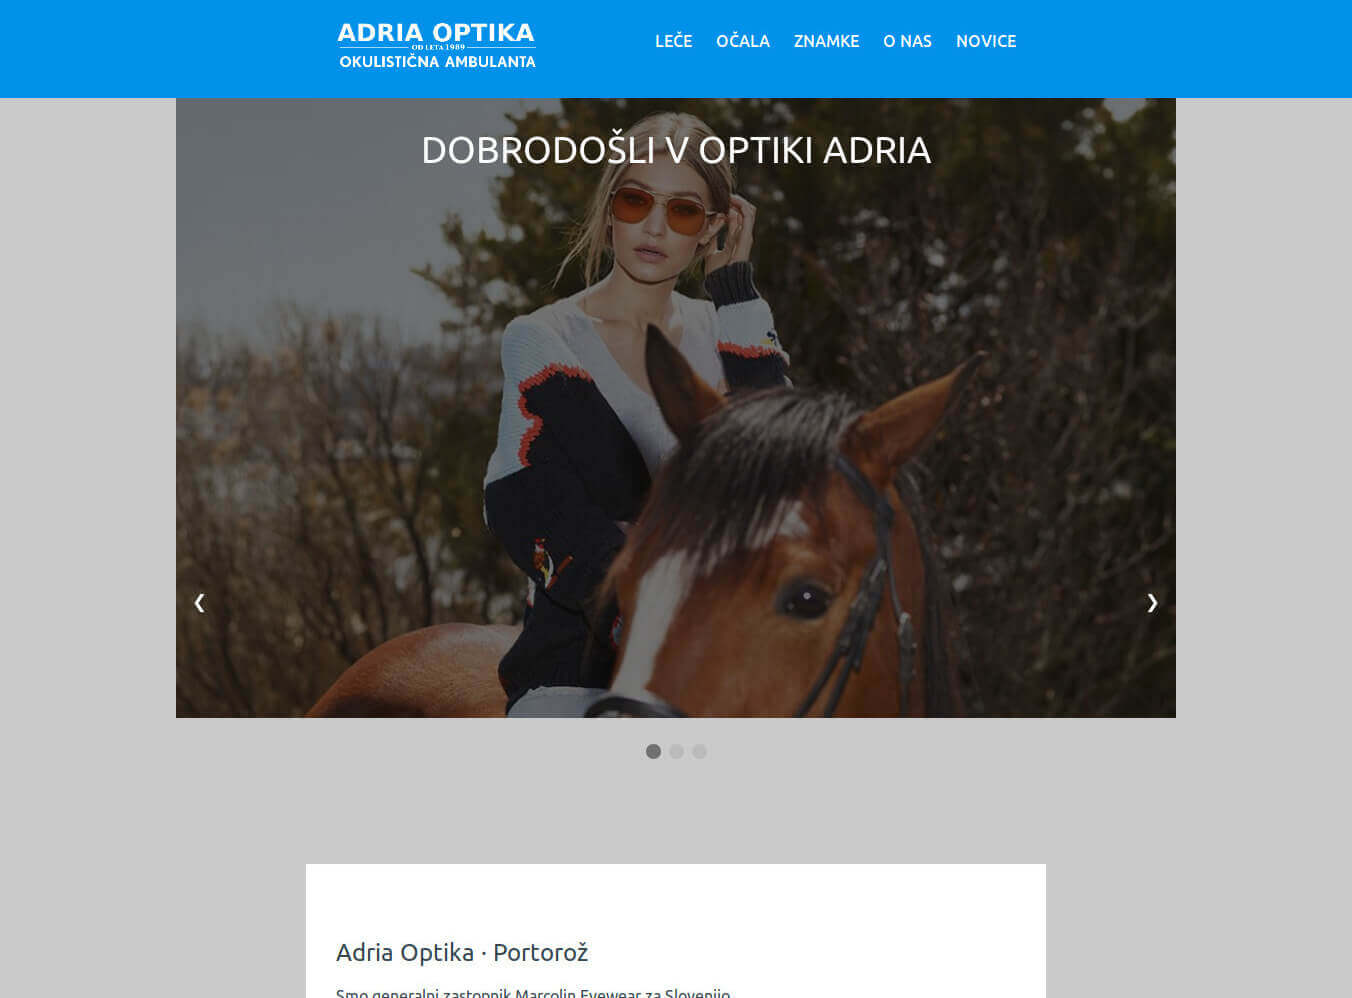 ADRIA OPTIKA
OD LETA 1989
OKULISTIČNA AMBULANTA
LEČE OČALA ZNAMKE O NAS NOVICE
DOBRODOŠLI V OPTIKI ADRIA
❮ ❯
Adria Optika · Portorož
Smo generalni zastopnik Marcolin Eyewear za Slovenijo